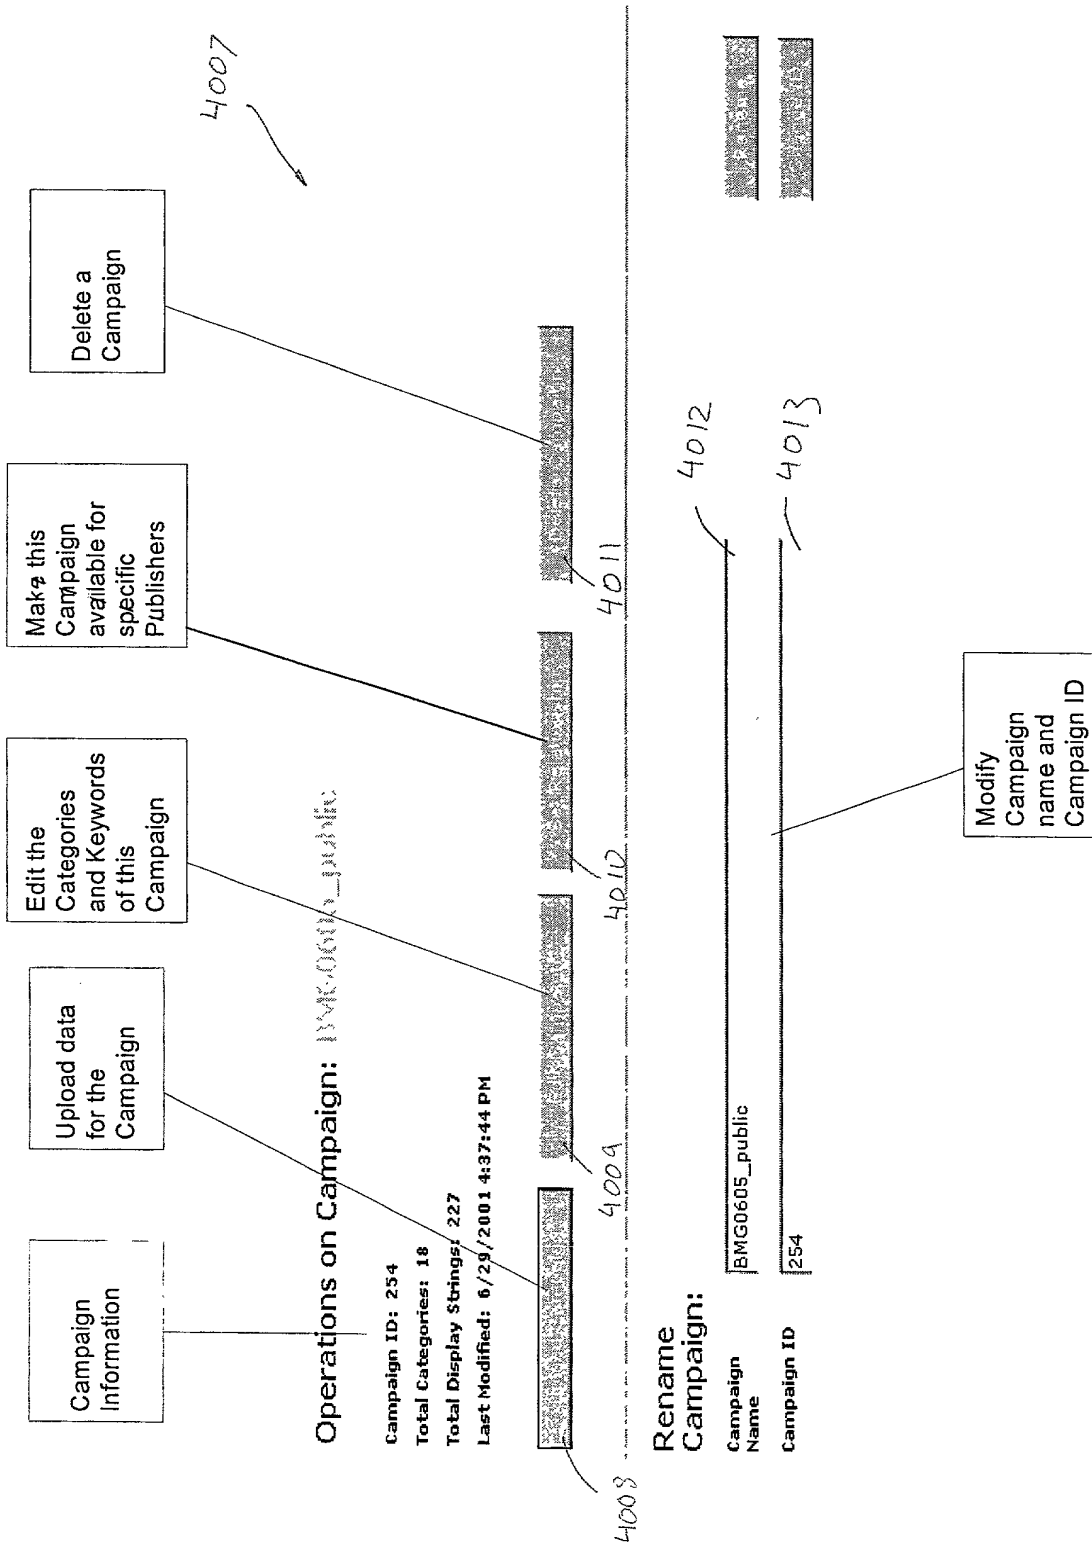 4007
Campaign
Information
Upload data
for the
Campaign
Edit the
Categories
and Keywords
of this
Campaign
Make this
Campaign
available for
specific
Publishers
Delete a
Campaign
Operations on Campaign:
Campaign ID: 254
Total Categories: 18
Total Display Strings: 227
Last Modified: 6/29/2001 4:37:44 PM
4008
4009
4010
4011
Rename
Campaign:
Campaign
Name
BMG0605_public
4012
Campaign ID
254
4013
Modify
Campaign
name and
Campaign ID